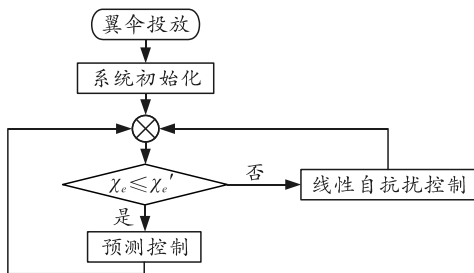 翼伞投放
系统初始化
χₑ≤χₑ′
否
线性自抗扰控制
是
预测控制